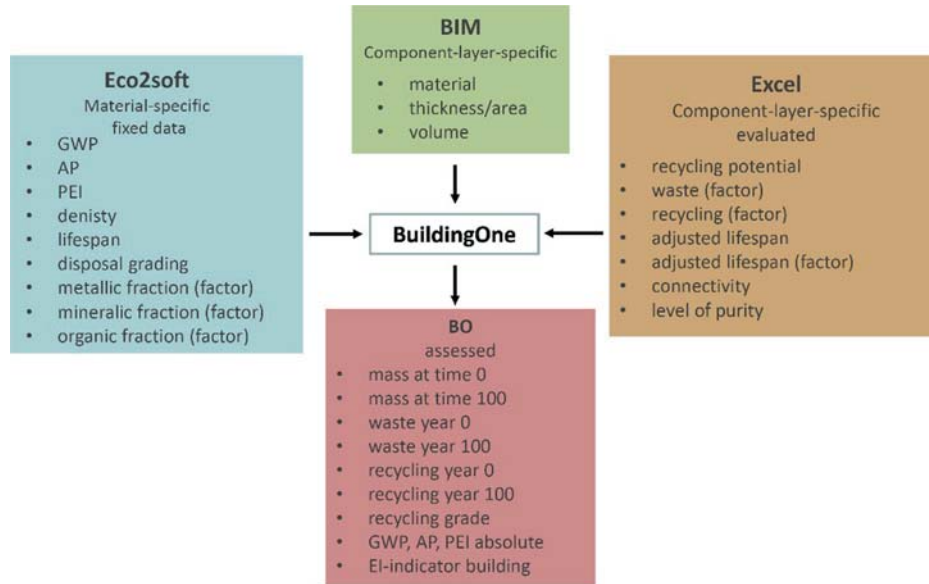 BIM
Component-layer-specific
• material
• thickness/area
• volume
Eco2soft
Material-specific
fixed data
• GWP
• AP
• PEI
• denisty
• lifespan
• disposal grading
• metallic fraction (factor)
• mineralic fraction (factor)
• organic fraction (factor)
Excel
Component-layer-specific
evaluated
• recycling potential
• waste (factor)
• recycling (factor)
• adjusted lifespan
• adjusted lifespan (factor)
• connectivity
• level of purity
BuildingOne
BO
assessed
• mass at time 0
• mass at time 100
• waste year 0
• waste year 100
• recycling year 0
• recycling year 100
• recycling grade
• GWP, AP, PEI absolute
• EI-indicator building